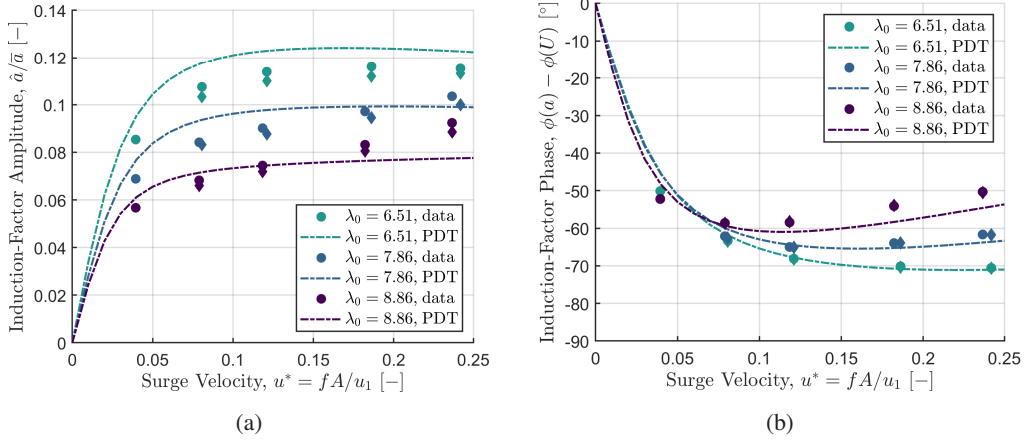 0.14
0.12
0.1
0.08
0.06
0.04
0.02
0
0
0.05
0.1
0.15
0.2
0.25
Induction-Factor Amplitude, â/a̅ [−]
Surge Velocity, u* = fA/u₁ [−]
λ₀ = 6.51, data
λ₀ = 6.51, PDT
λ₀ = 7.86, data
λ₀ = 7.86, PDT
λ₀ = 8.86, data
λ₀ = 8.86, PDT
(a)
0
-10
-20
-30
-40
-50
-60
-70
-80
-90
0
0.05
0.1
0.15
0.2
0.25
Induction-Factor Phase, ϕ(a) − ϕ(U) [°]
Surge Velocity, u* = fA/u₁ [−]
λ₀ = 6.51, data
λ₀ = 6.51, PDT
λ₀ = 7.86, data
λ₀ = 7.86, PDT
λ₀ = 8.86, data
λ₀ = 8.86, PDT
(b)